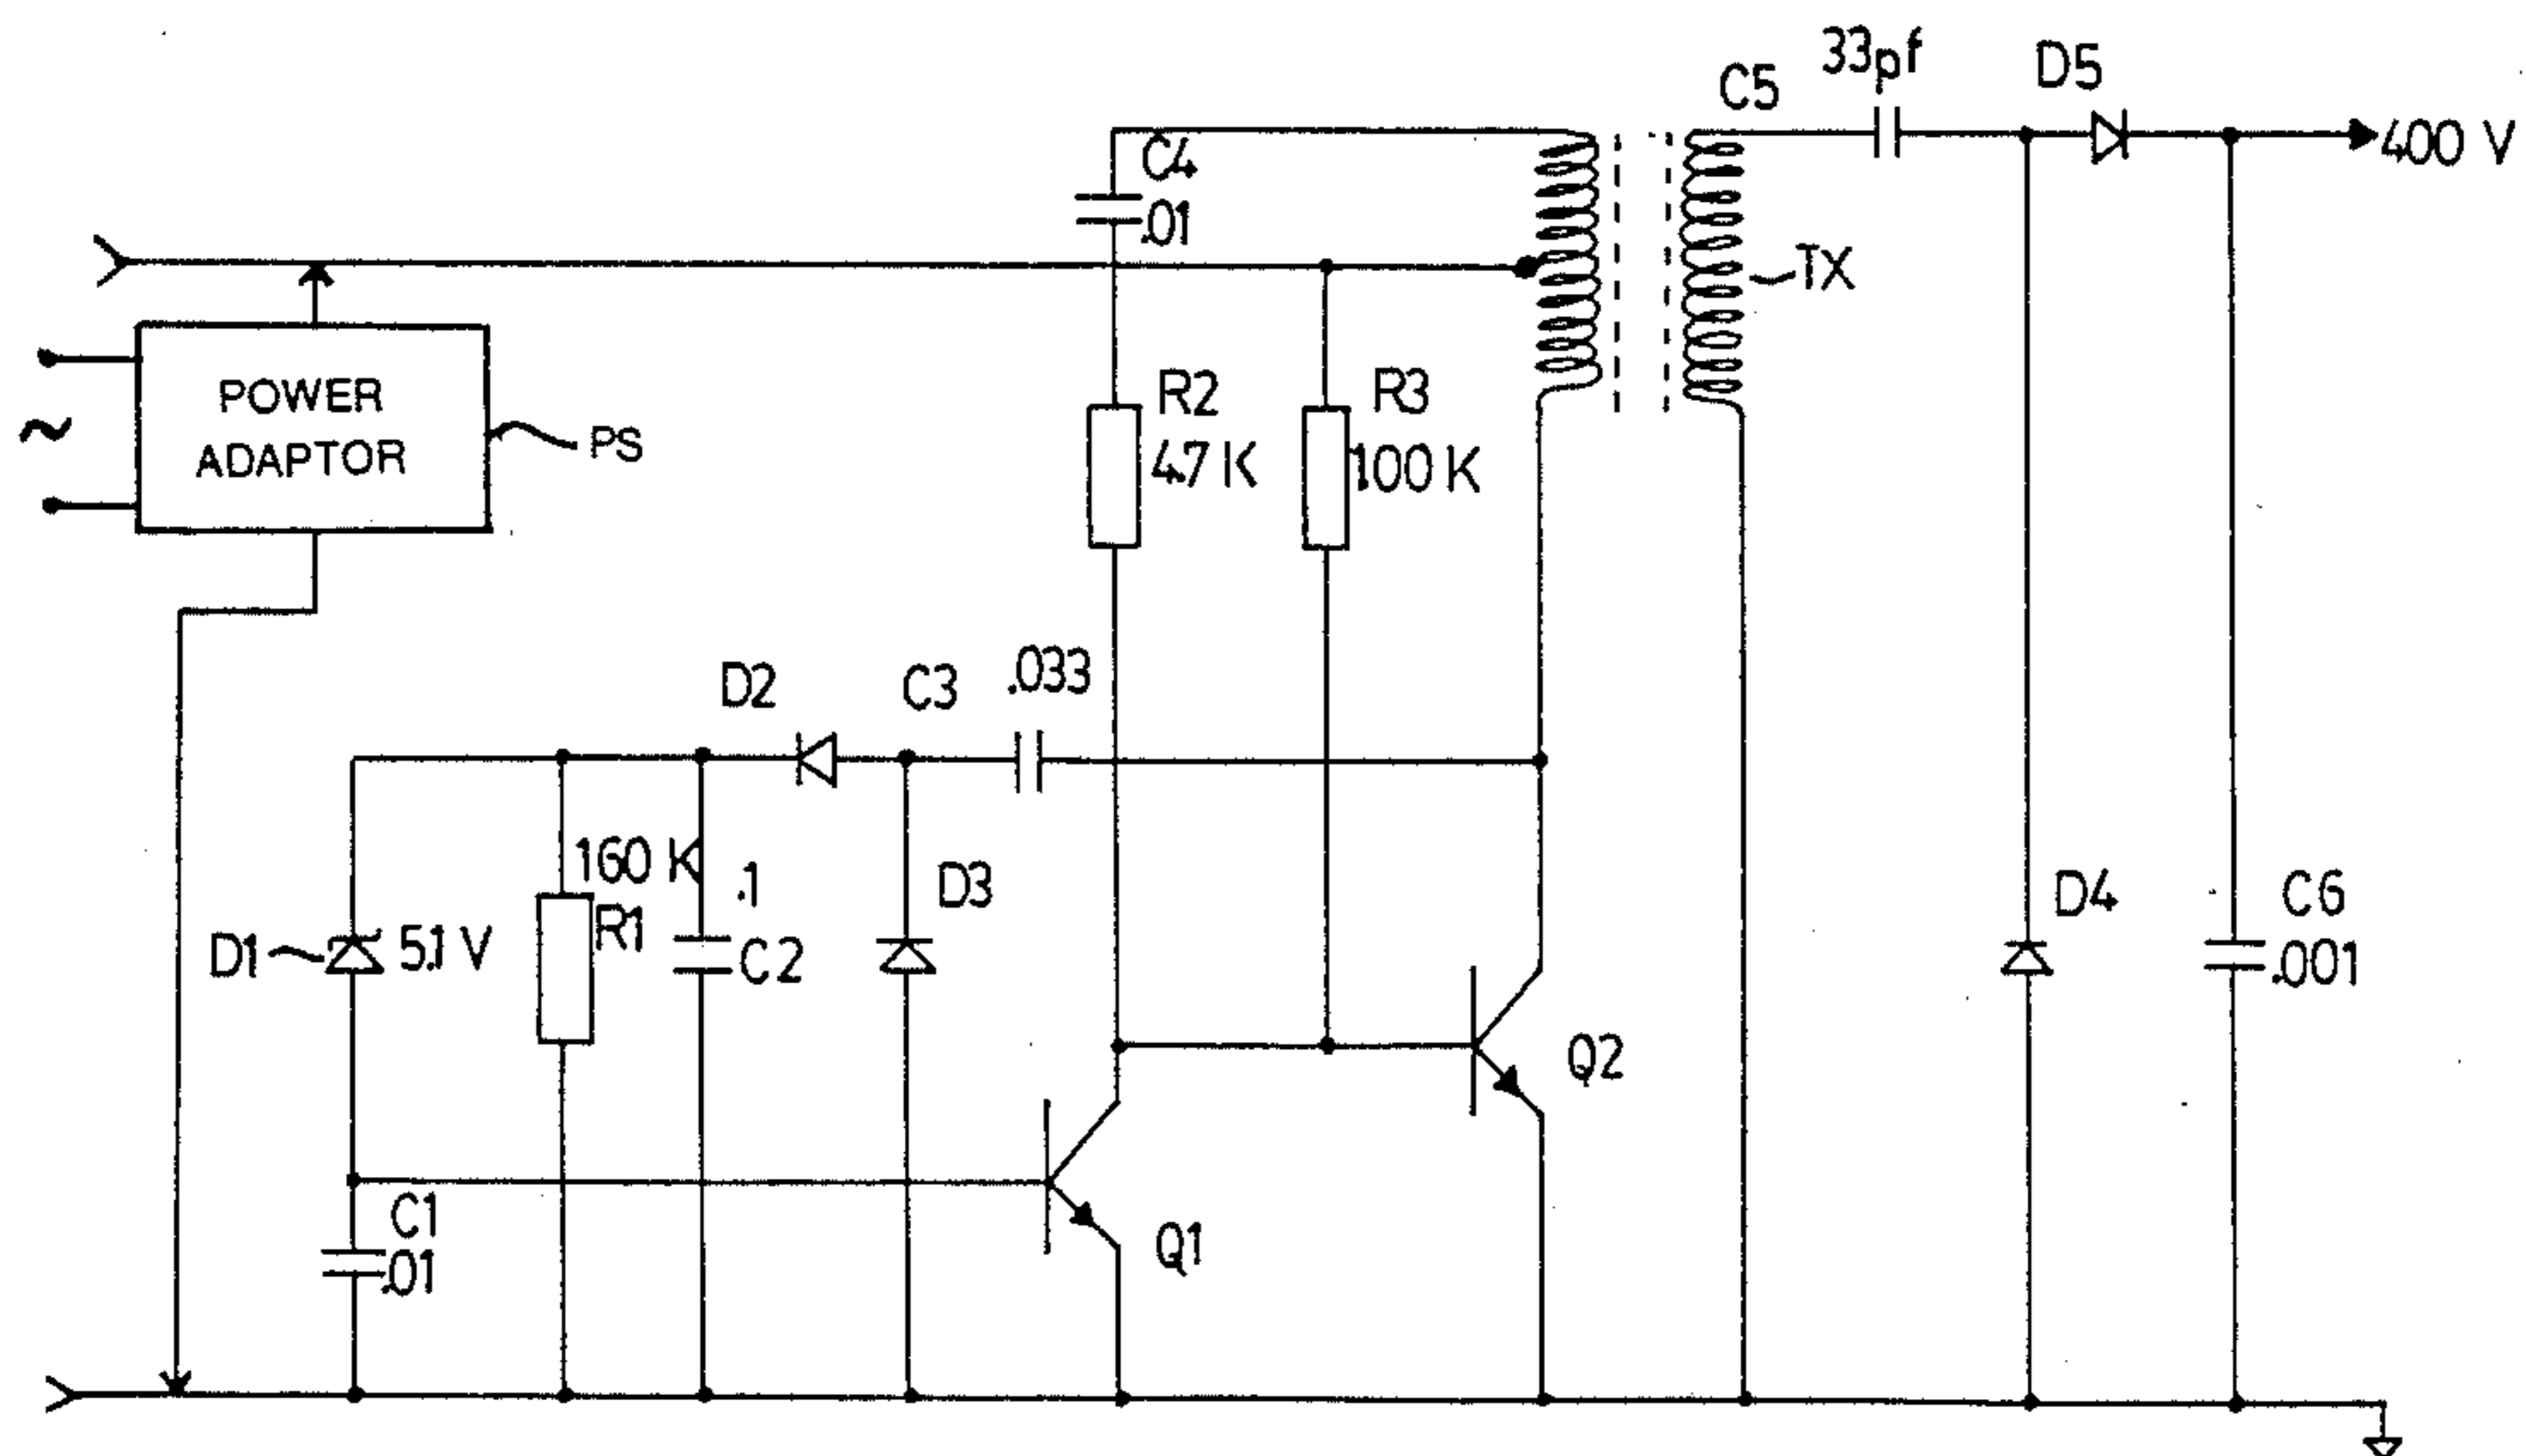 33pf
D5
C5
400 V
C4
.01
TX
POWER
ADAPTOR
PS
~
R2
4.7 K
R3
100 K
D2
C3
.033
160 K
R1
.1
C2
D3
D1
5.1 V
D4
C6
.001
Q2
C1
.01
Q1